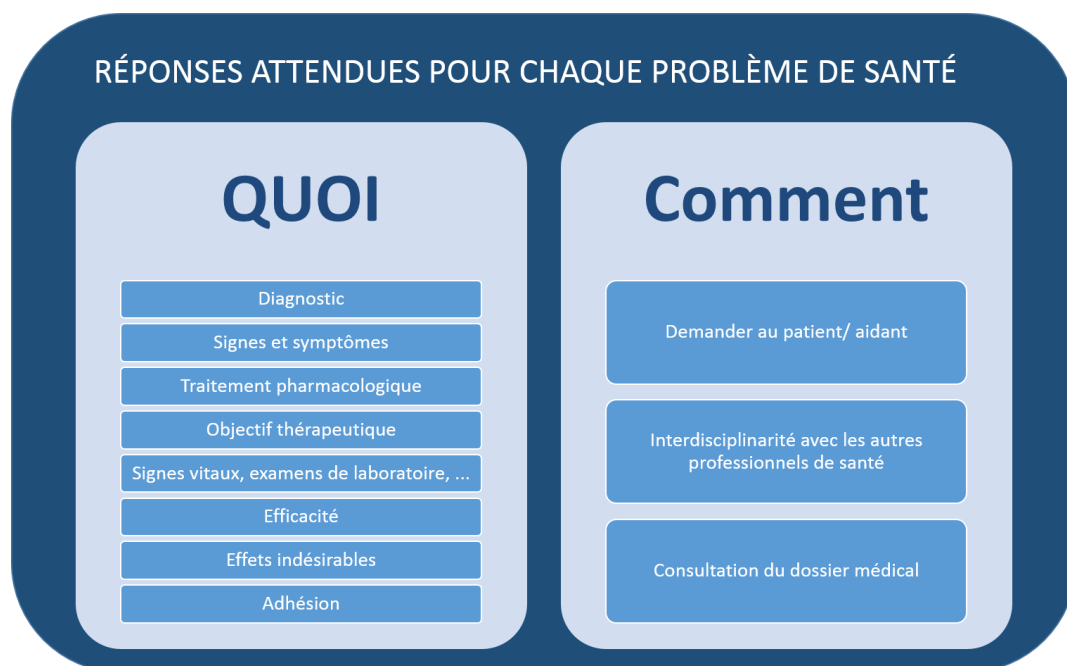 RÉPONSES ATTENDUES POUR CHAQUE PROBLÈME DE SANTÉ
QUOI
Diagnostic
Signes et symptômes
Traitement pharmacologique
Objectif thérapeutique
Signes vitaux, examens de laboratoire, ...
Efficacité
Effets indésirables
Adhésion
Comment
Demander au patient/ aidant
Interdisciplinarité avec les autres
professionnels de santé
Consultation du dossier médical